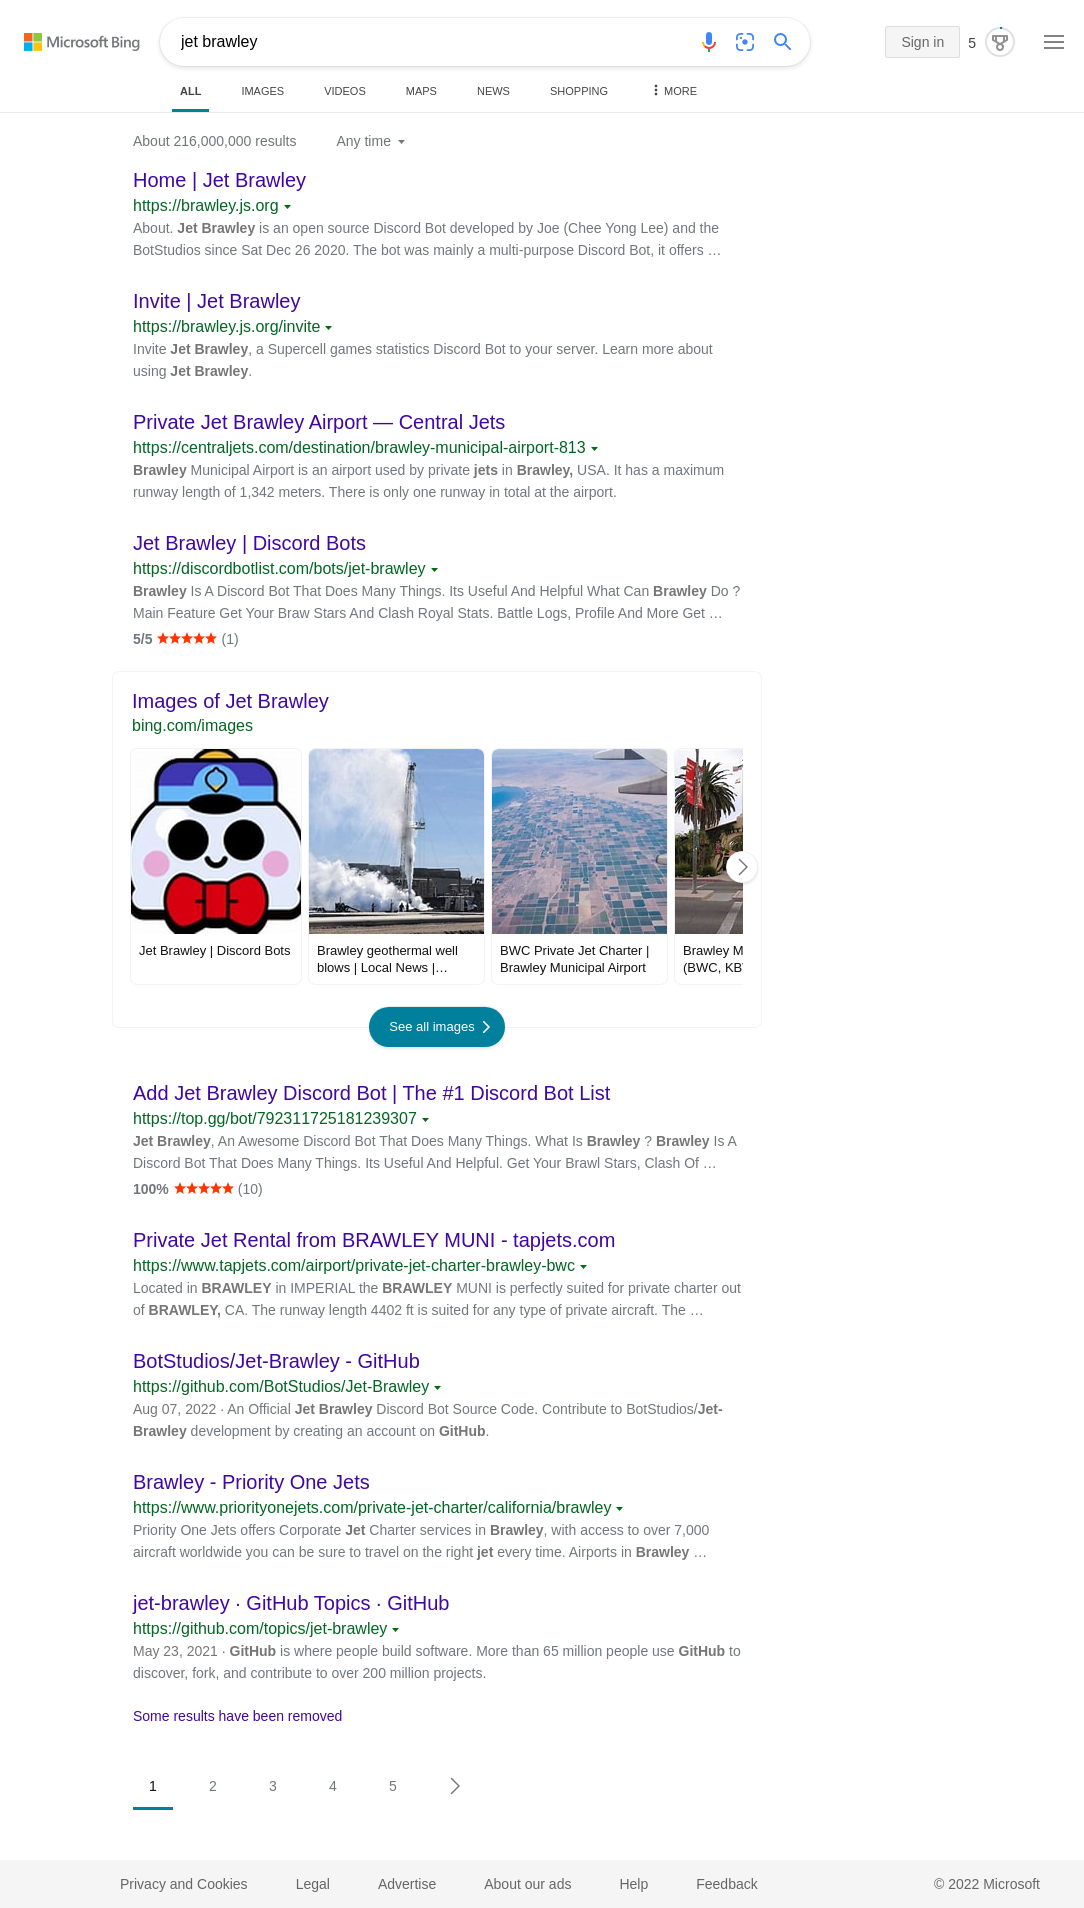 Microsoft Bing
jet brawley
Sign in
5
ALL IMAGES VIDEOS MAPS NEWS SHOPPING MORE
About 216,000,000 results Any time
Home | Jet Brawley
https://brawley.js.org
About. Jet Brawley is an open source Discord Bot developed by Joe (Chee Yong Lee) and the
BotStudios since Sat Dec 26 2020. The bot was mainly a multi-purpose Discord Bot, it offers …
Invite | Jet Brawley
https://brawley.js.org/invite
Invite Jet Brawley, a Supercell games statistics Discord Bot to your server. Learn more about
using Jet Brawley.
Private Jet Brawley Airport — Central Jets
https://centraljets.com/destination/brawley-municipal-airport-813
Brawley Municipal Airport is an airport used by private jets in Brawley, USA. It has a maximum
runway length of 1,342 meters. There is only one runway in total at the airport.
Jet Brawley | Discord Bots
https://discordbotlist.com/bots/jet-brawley
Brawley Is A Discord Bot That Does Many Things. Its Useful And Helpful What Can Brawley Do ?
Main Feature Get Your Braw Stars And Clash Royal Stats. Battle Logs, Profile And More Get …
5/5 (1)
Images of Jet Brawley
bing.com/images
Jet Brawley | Discord Bots
Brawley geothermal well
blows | Local News |…
BWC Private Jet Charter |
Brawley Municipal Airport
Brawley M
(BWC, KB
See all images
Add Jet Brawley Discord Bot | The #1 Discord Bot List
https://top.gg/bot/792311725181239307
Jet Brawley, An Awesome Discord Bot That Does Many Things. What Is Brawley ? Brawley Is A
Discord Bot That Does Many Things. Its Useful And Helpful. Get Your Brawl Stars, Clash Of …
100% (10)
Private Jet Rental from BRAWLEY MUNI - tapjets.com
https://www.tapjets.com/airport/private-jet-charter-brawley-bwc
Located in BRAWLEY in IMPERIAL the BRAWLEY MUNI is perfectly suited for private charter out
of BRAWLEY, CA. The runway length 4402 ft is suited for any type of private aircraft. The …
BotStudios/Jet-Brawley - GitHub
https://github.com/BotStudios/Jet-Brawley
Aug 07, 2022 · An Official Jet Brawley Discord Bot Source Code. Contribute to BotStudios/Jet-
Brawley development by creating an account on GitHub.
Brawley - Priority One Jets
https://www.priorityonejets.com/private-jet-charter/california/brawley
Priority One Jets offers Corporate Jet Charter services in Brawley, with access to over 7,000
aircraft worldwide you can be sure to travel on the right jet every time. Airports in Brawley …
jet-brawley · GitHub Topics · GitHub
https://github.com/topics/jet-brawley
May 23, 2021 · GitHub is where people build software. More than 65 million people use GitHub to
discover, fork, and contribute to over 200 million projects.
Some results have been removed
1 2 3 4 5
Privacy and Cookies Legal Advertise About our ads Help Feedback © 2022 Microsoft